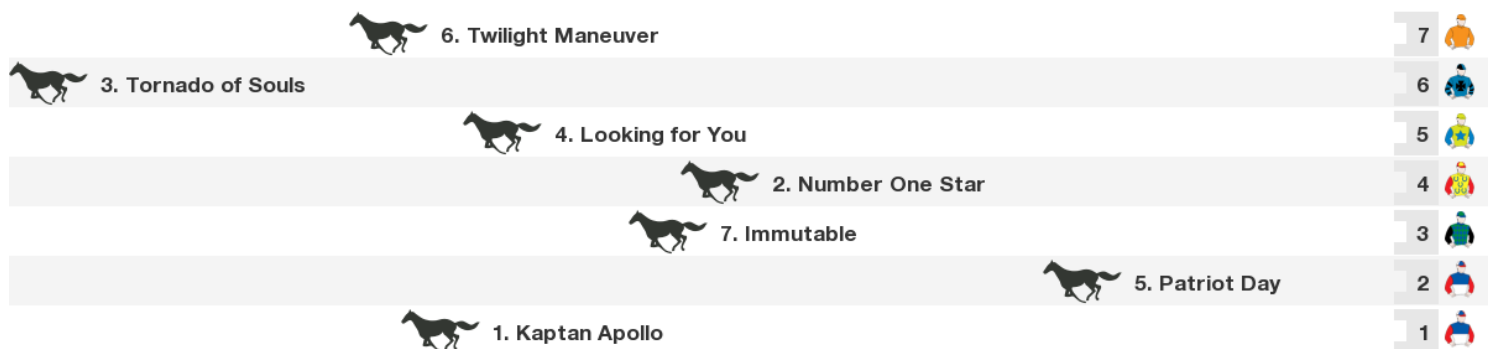 6. Twilight Maneuver 7
3. Tornado of Souls 6
4. Looking for You 5
2. Number One Star 4
7. Immutable 3
5. Patriot Day 2
1. Kaptan Apollo 1